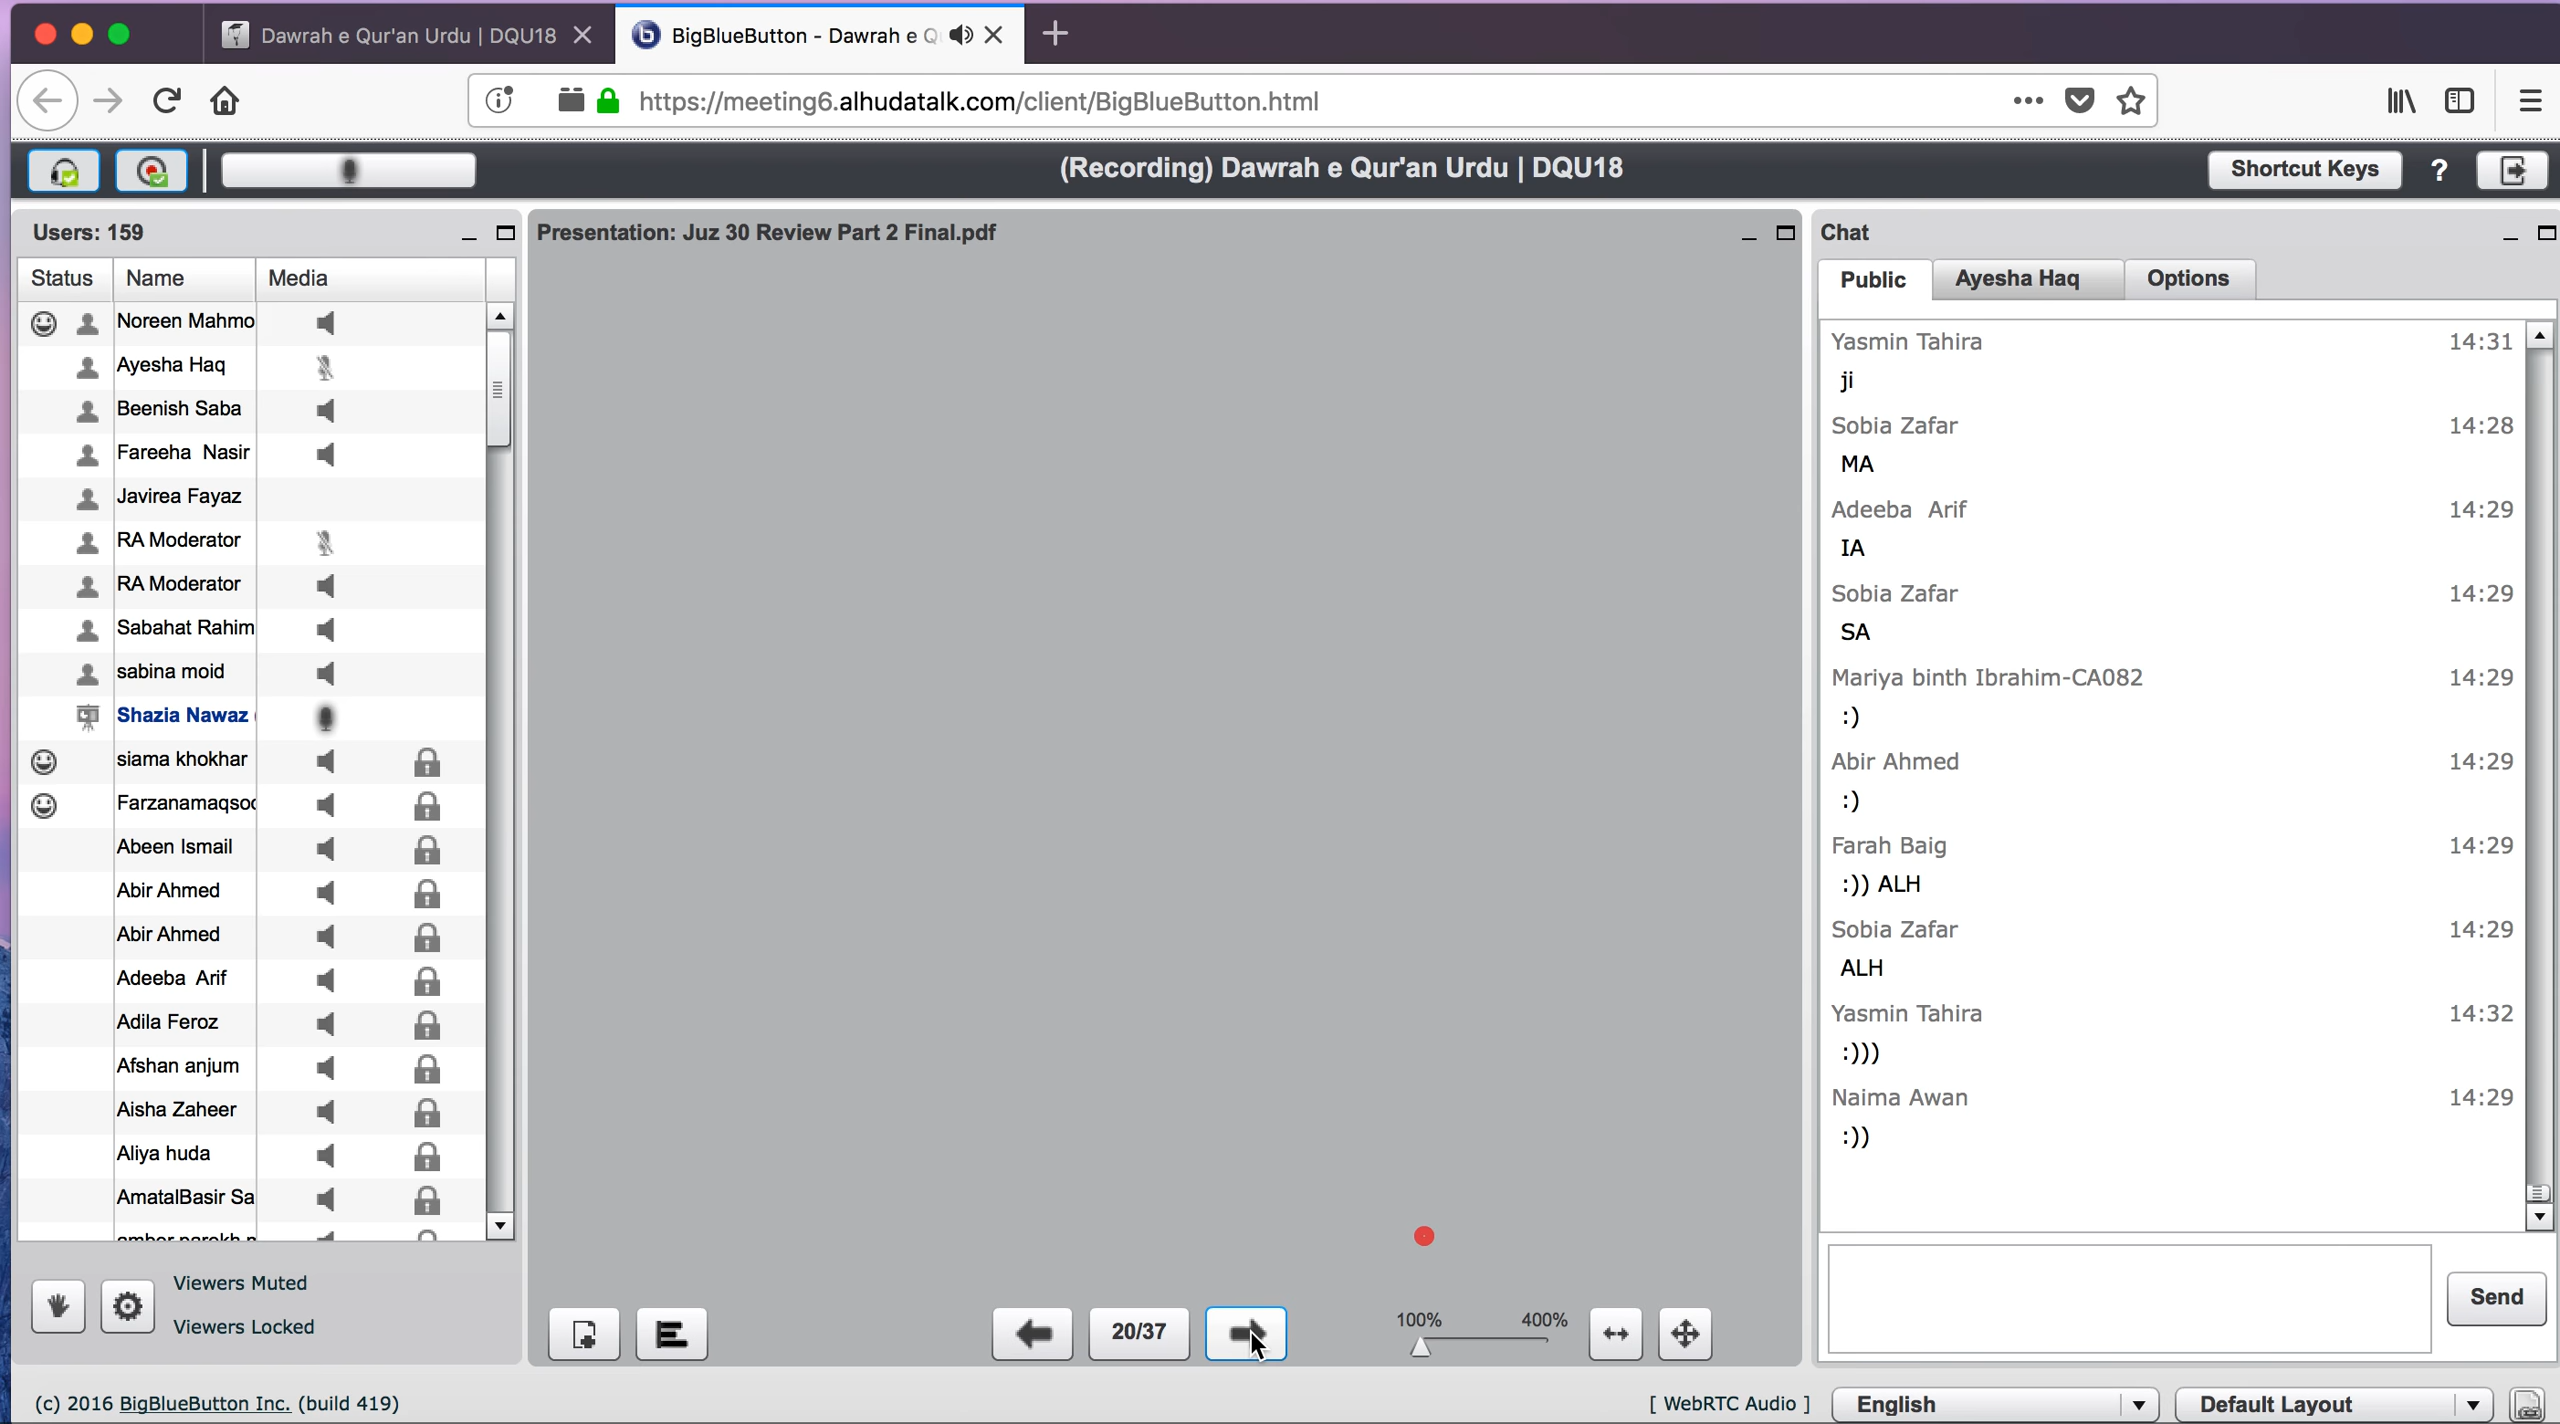 Dawrah e Qur'an Urdu | DQU18
BigBlueButton - Dawrah e Q
https://meeting6.alhudatalk.com/client/BigBlueButton.html
(Recording) Dawrah e Qur'an Urdu | DQU18
Shortcut Keys
?
Users: 159
Status Name Media
Noreen Mahmo
Ayesha Haq
Beenish Saba
Fareeha Nasir
Javirea Fayaz
RA Moderator
RA Moderator
Sabahat Rahim
sabina moid
Shazia Nawaz
siama khokhar
Farzanamaqsoo
Abeen Ismail
Abir Ahmed
Abir Ahmed
Adeeba Arif
Adila Feroz
Afshan anjum
Aisha Zaheer
Aliya huda
AmatalBasir Sa
Viewers Muted
Viewers Locked
Presentation: Juz 30 Review Part 2 Final.pdf
20/37
100% 400%
Chat
Public Ayesha Haq Options
Yasmin Tahira 14:31
ji
Sobia Zafar 14:28
MA
Adeeba Arif 14:29
IA
Sobia Zafar 14:29
SA
Mariya binth Ibrahim-CA082 14:29
:)
Abir Ahmed 14:29
:)
Farah Baig 14:29
:)) ALH
Sobia Zafar 14:29
ALH
Yasmin Tahira 14:32
:)))
Naima Awan 14:29
:))
Send
(c) 2016 BigBlueButton Inc. (build 419)
[ WebRTC Audio ]
English
Default Layout